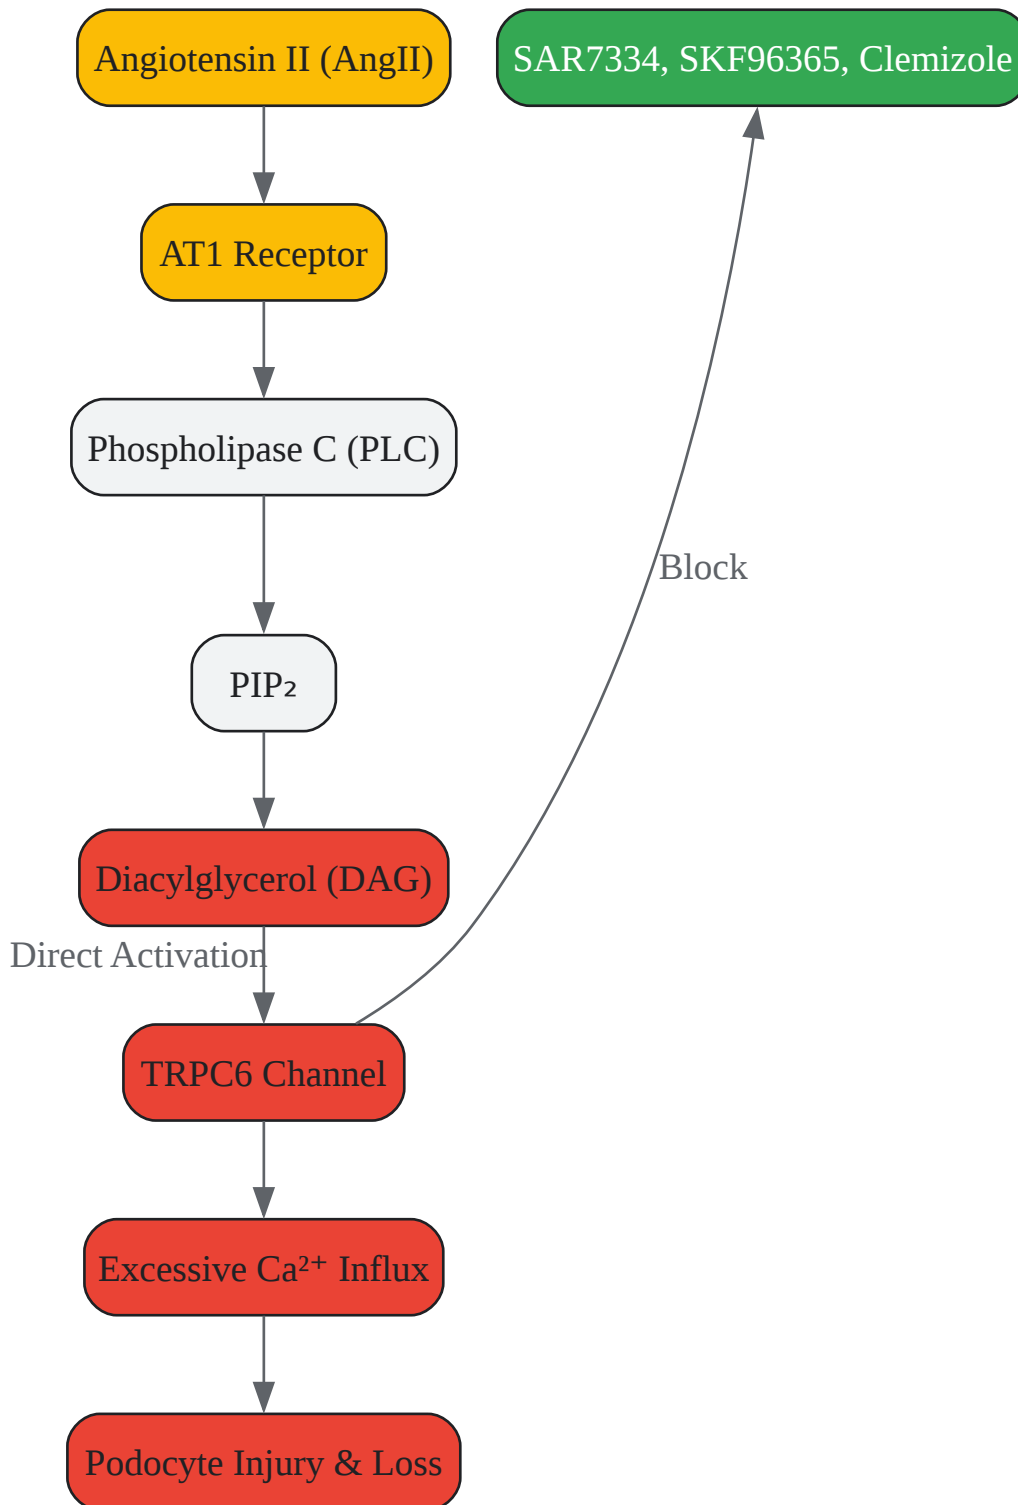 Angiotensin II (AngII)
SAR7334, SKF96365, Clemizole
AT1 Receptor
Phospholipase C (PLC)
Block
PIP₂
Diacylglycerol (DAG)
Direct Activation
TRPC6 Channel
Excessive Ca²⁺ Influx
Podocyte Injury & Loss